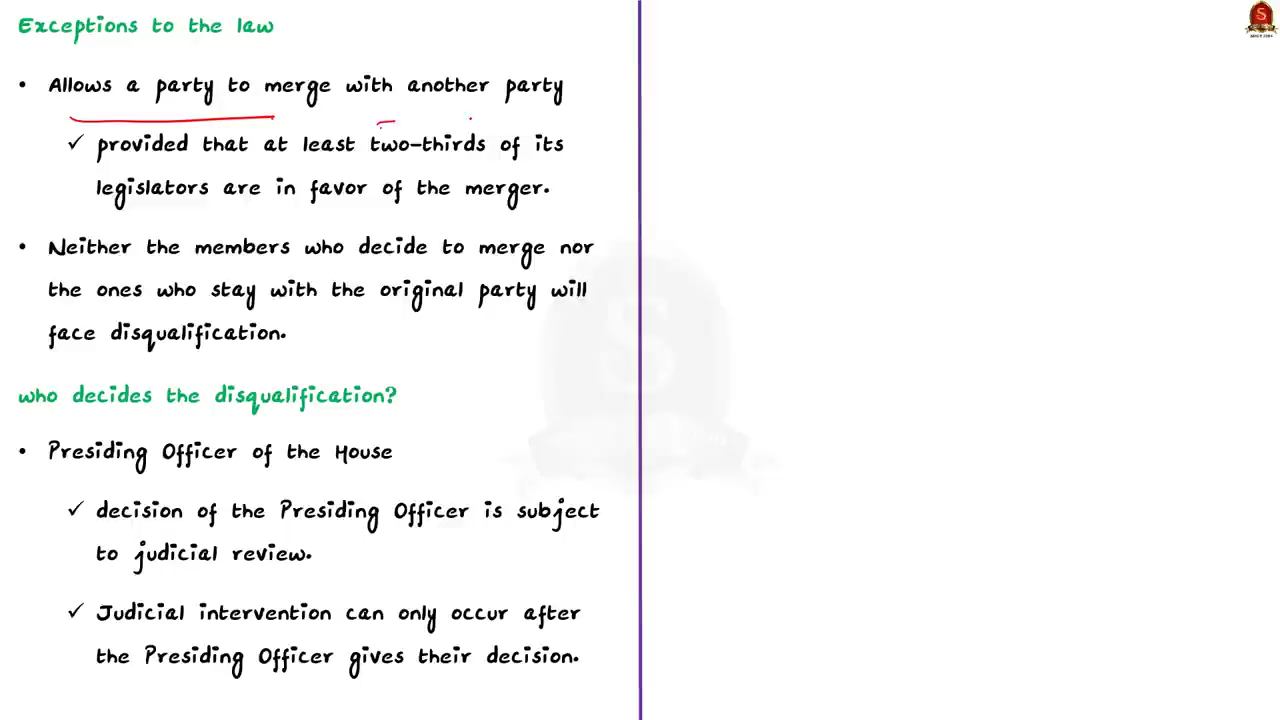 Exceptions to the law
• Allows a party to merge with another party
✓ provided that at least two-thirds of its
legislators are in favor of the merger.
• Neither the members who decide to merge nor
the ones who stay with the original party will
face disqualification.
who decides the disqualification?
• Presiding Officer of the House
✓ decision of the Presiding Officer is subject
to judicial review.
✓ Judicial intervention can only occur after
the Presiding Officer gives their decision.
S
S